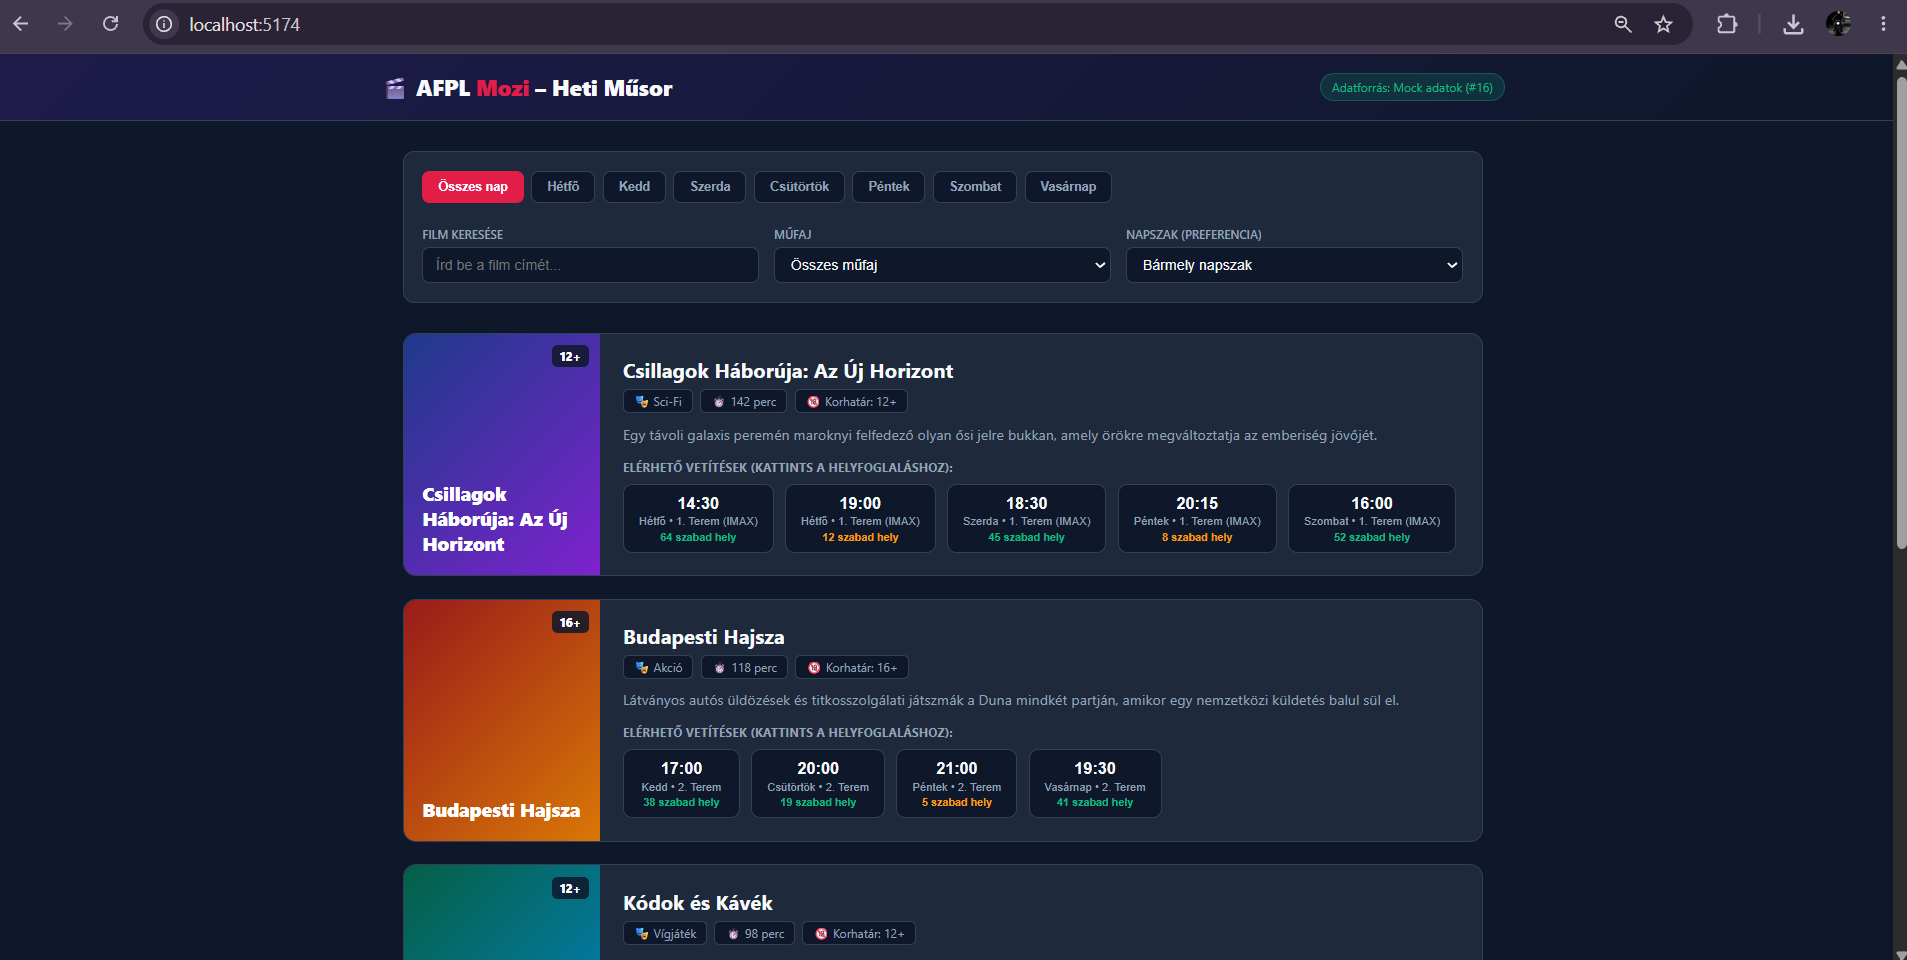 localhost:5174
AFPL Mozi – Heti Műsor
Adatforrás: Mock adatok (#16)
Összes nap
Hétfő
Kedd
Szerda
Csütörtök
Péntek
Szombat
Vasárnap
FILM KERESÉSE
Írd be a film címét...
MŰFAJ
Összes műfaj
NAPSZAK (PREFERENCIA)
Bármely napszak
12+
Csillagok
Háborúja: Az Új
Horizont
Csillagok Háborúja: Az Új Horizont
Sci-Fi
142 perc
Korhatár: 12+
Egy távoli galaxis peremén maroknyi felfedező olyan ősi jelre bukkan, amely örökre megváltoztatja az emberiség jövőjét.
ELÉRHETŐ VETÍTÉSEK (KATTINTS A HELYFOGLALÁSHOZ):
14:30
Hétfő • 1. Terem (IMAX)
64 szabad hely
19:00
Hétfő • 1. Terem (IMAX)
12 szabad hely
18:30
Szerda • 1. Terem (IMAX)
45 szabad hely
20:15
Péntek • 1. Terem (IMAX)
8 szabad hely
16:00
Szombat • 1. Terem (IMAX)
52 szabad hely
16+
Budapesti Hajsza
Budapesti Hajsza
Akció
118 perc
Korhatár: 16+
Látványos autós üldözések és titkosszolgálati játszmák a Duna mindkét partján, amikor egy nemzetközi küldetés balul sül el.
ELÉRHETŐ VETÍTÉSEK (KATTINTS A HELYFOGLALÁSHOZ):
17:00
Kedd • 2. Terem
38 szabad hely
20:00
Csütörtök • 2. Terem
19 szabad hely
21:00
Péntek • 2. Terem
5 szabad hely
19:30
Vasárnap • 2. Terem
41 szabad hely
12+
Kódok és Kávék
Vígjáték
98 perc
Korhatár: 12+